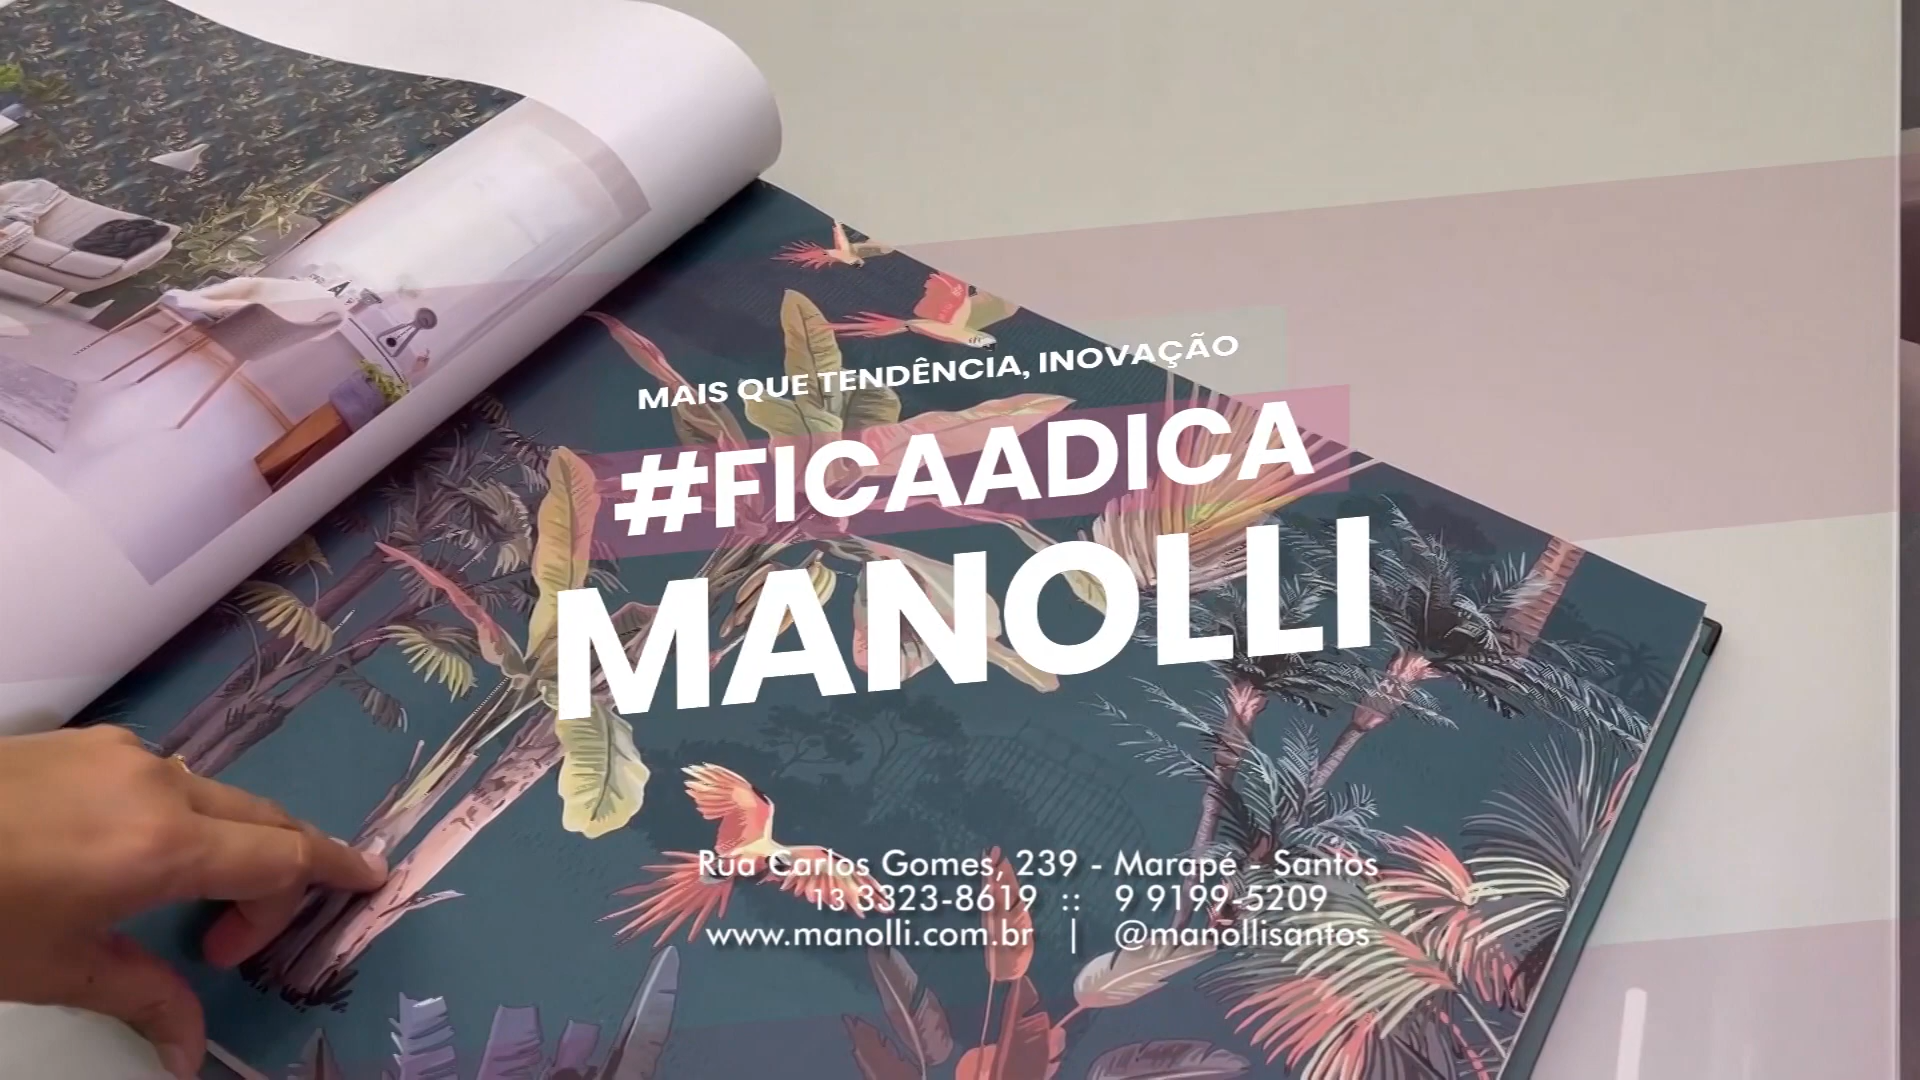 MAIS QUE TENDÊNCIA, INOVAÇÃO
#FICAADICA
MANOLLI
Rua Carlos Gomes, 239 - Marapé - Santos
13 3323-8619 :: 9 9199-5209
www.manolli.com.br | @manollisantos